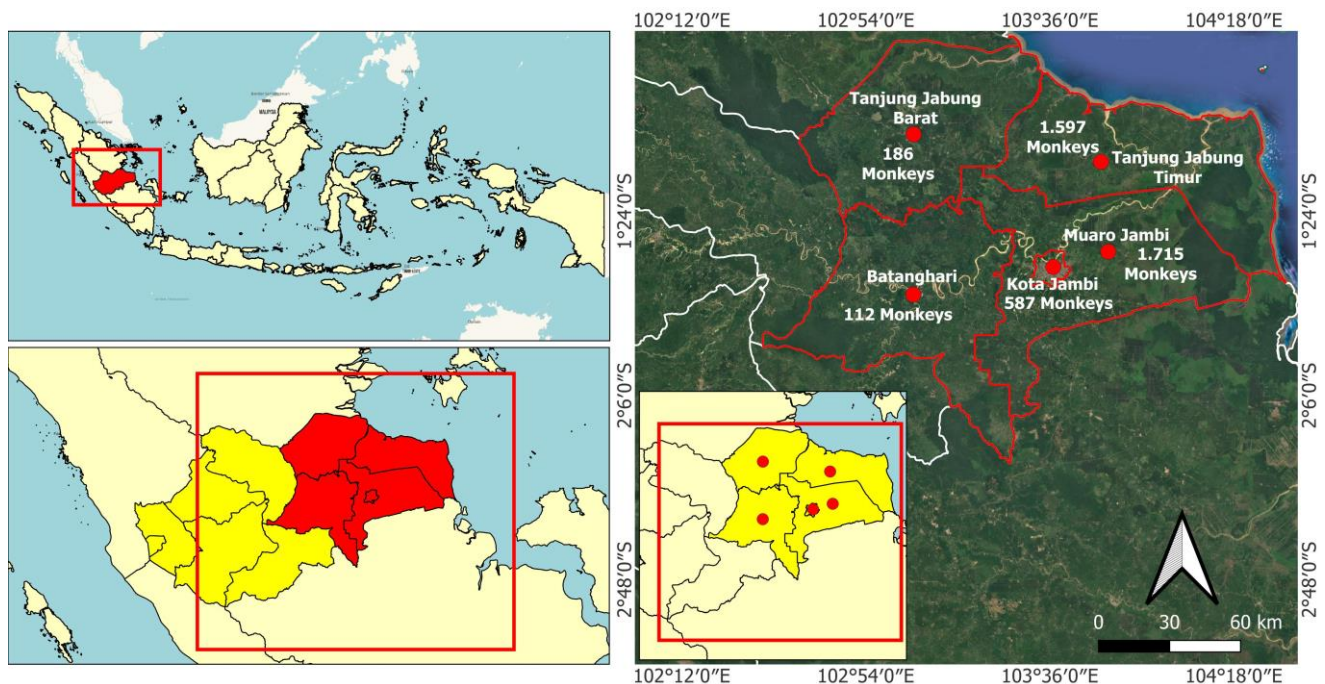 MALAYSIA
102°12′0″E
102°54′0″E
103°36′0″E
104°18′0″E
Tanjung Jabung
Barat
186
Monkeys
1.597
Monkeys
Tanjung Jabung
Timur
Muaro Jambi
1.715
Monkeys
Kota Jambi
587 Monkeys
Batanghari
112 Monkeys
1°24′0″S
1°24′0″S
2°6′0″S
2°6′0″S
2°48′0″S
2°48′0″S
0
30
60 km
102°12′0″E
102°54′0″E
103°36′0″E
104°18′0″E